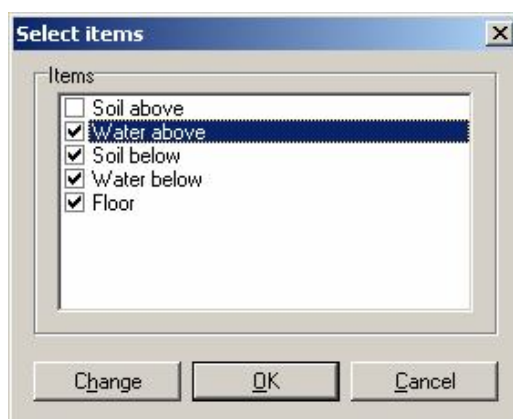 Select items
Items
Soil above
Water above
Soil below
Water below
Floor
Change OK Cancel